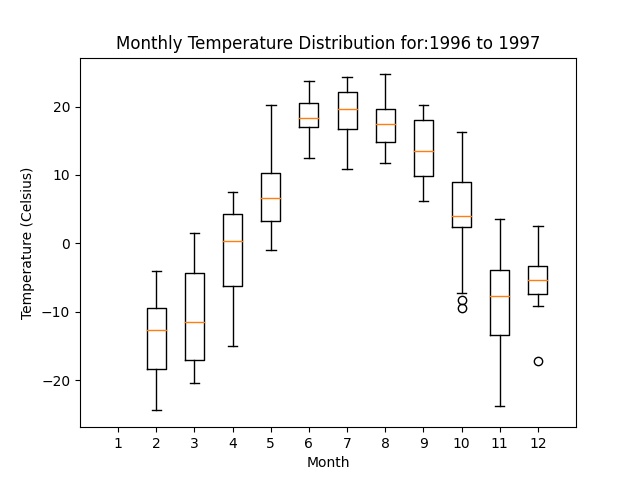 Monthly Temperature Distribution for:1996 to 1997
Temperature (Celsius)
20
10
0
−10
−20
1 2 3 4 5 6 7 8 9 10 11 12
Month